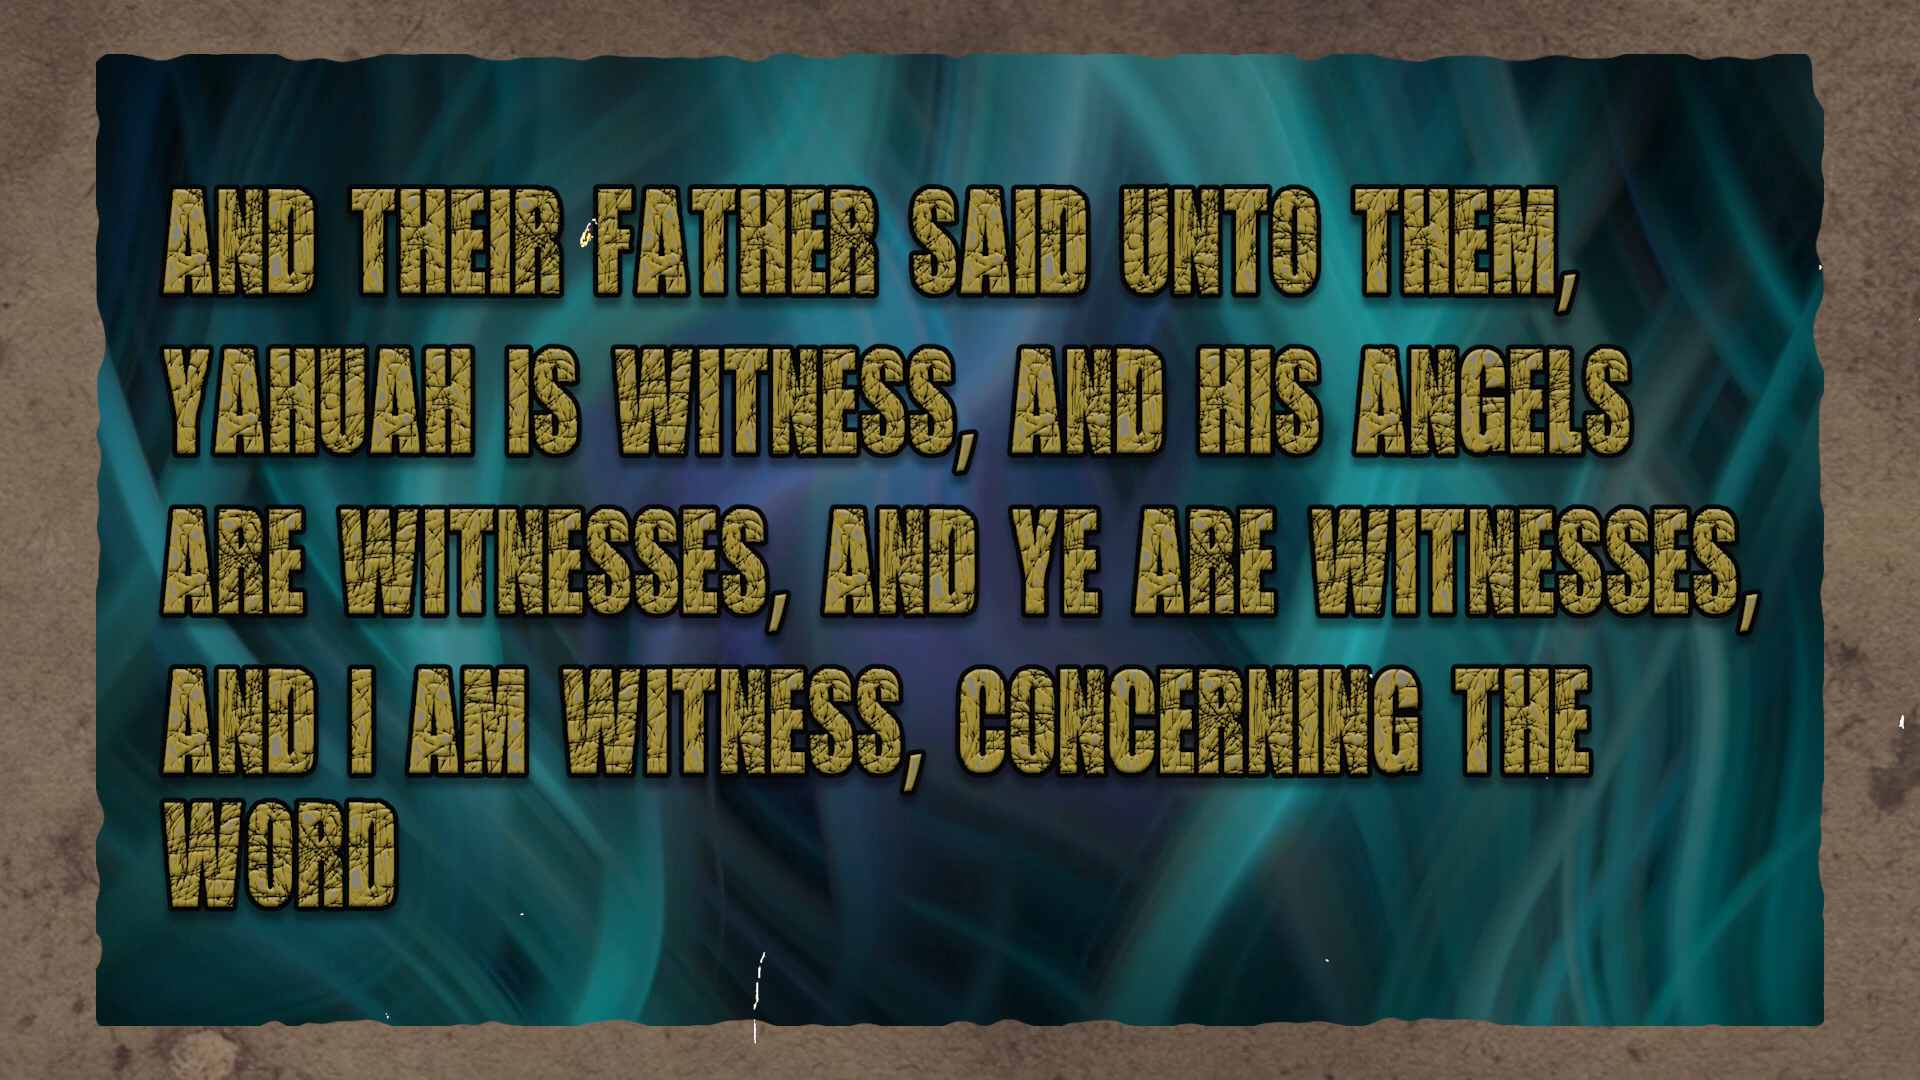 AND THEIR FATHER SAID UNTO THEM,
YAHUAH IS WITNESS, AND HIS ANGELS
ARE WITNESSES, AND YE ARE WITNESSES,
AND I AM WITNESS, CONCERNING THE
WORD